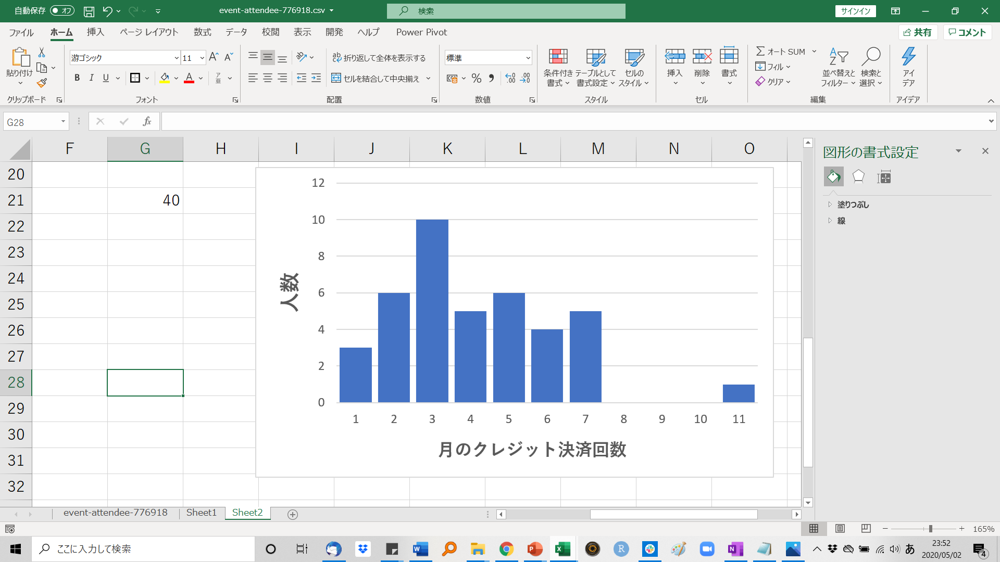 自動保存 オフ
event-attendee-776918.csv
検索
サインイン
ファイル ホーム 挿入 ページ レイアウト 数式 データ 校閲 表示 開発 ヘルプ Power Pivot
共有 コメント
貼り付け
クリップボード
游ゴシック 11
B I U
ア
亜
フォント
折り返して全体を表示する
セルを結合して中央揃え
配置
標準
% 
数値
条件付き
書式
テーブルとして
書式設定
セルの
スタイル
スタイル
挿入 削除 書式
セル
オート SUM
フィル
クリア
並べ替えと
フィルター
検索と
選択
編集
アイ
デア
アイデア
G28
fx
F G H I J K L M N O
20
21 40
22
23
24
25
26
27
28
29
30
31
32
12
10
8
6
4
2
0
人数
1 2 3 4 5 6 7 8 9 10 11
月のクレジット決済回数
図形の書式設定
塗りつぶし
線
event-attendee-776918 Sheet1 Sheet2
165%
ここに入力して検索
あ
23:52
2020/05/02
4